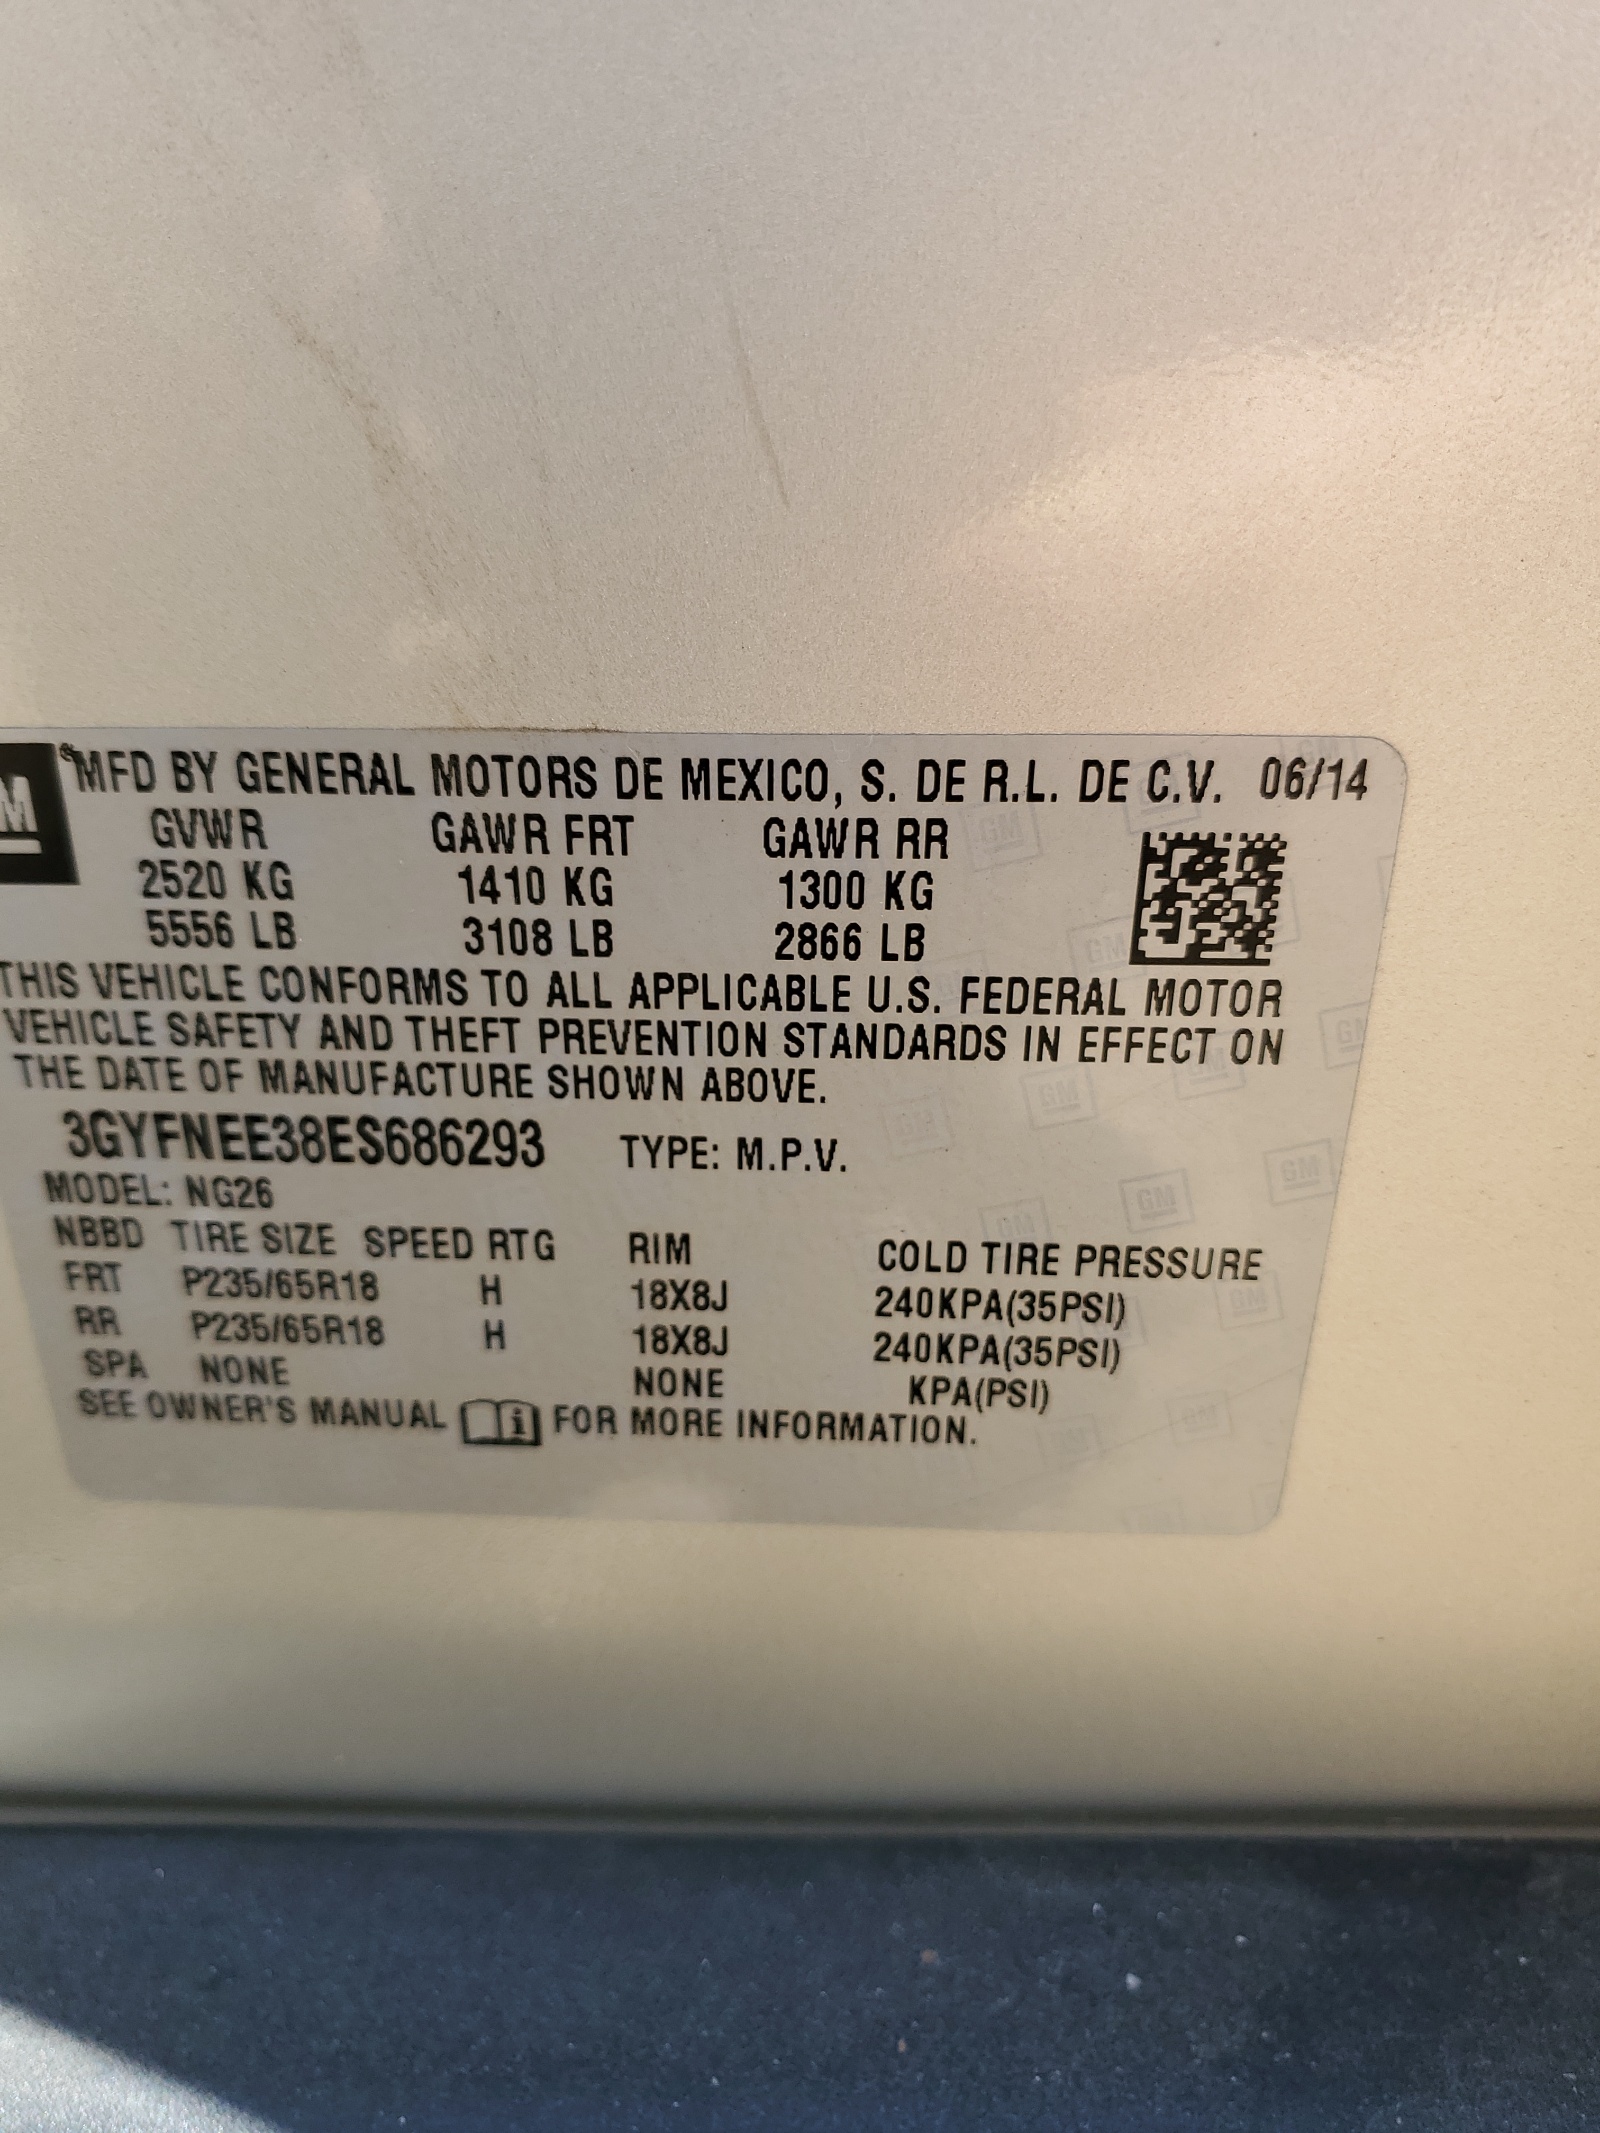 M
MFD BY GENERAL MOTORS DE MEXICO, S. DE R.L. DE C.V. 06/14
GVWR GAWR FRT GAWR RR
2520 KG 1410 KG 1300 KG
5556 LB 3108 LB 2866 LB
THIS VEHICLE CONFORMS TO ALL APPLICABLE U.S. FEDERAL MOTOR
VEHICLE SAFETY AND THEFT PREVENTION STANDARDS IN EFFECT ON
THE DATE OF MANUFACTURE SHOWN ABOVE.
3GYFNEE38ES686293 TYPE: M.P.V.
MODEL: NG26
NBBD TIRE SIZE SPEED RTG RIM COLD TIRE PRESSURE
FRT P235/65R18 H 18X8J 240KPA(35PSI)
RR P235/65R18 H 18X8J 240KPA(35PSI)
SPA NONE NONE KPA(PSI)
SEE OWNER'S MANUAL i FOR MORE INFORMATION.